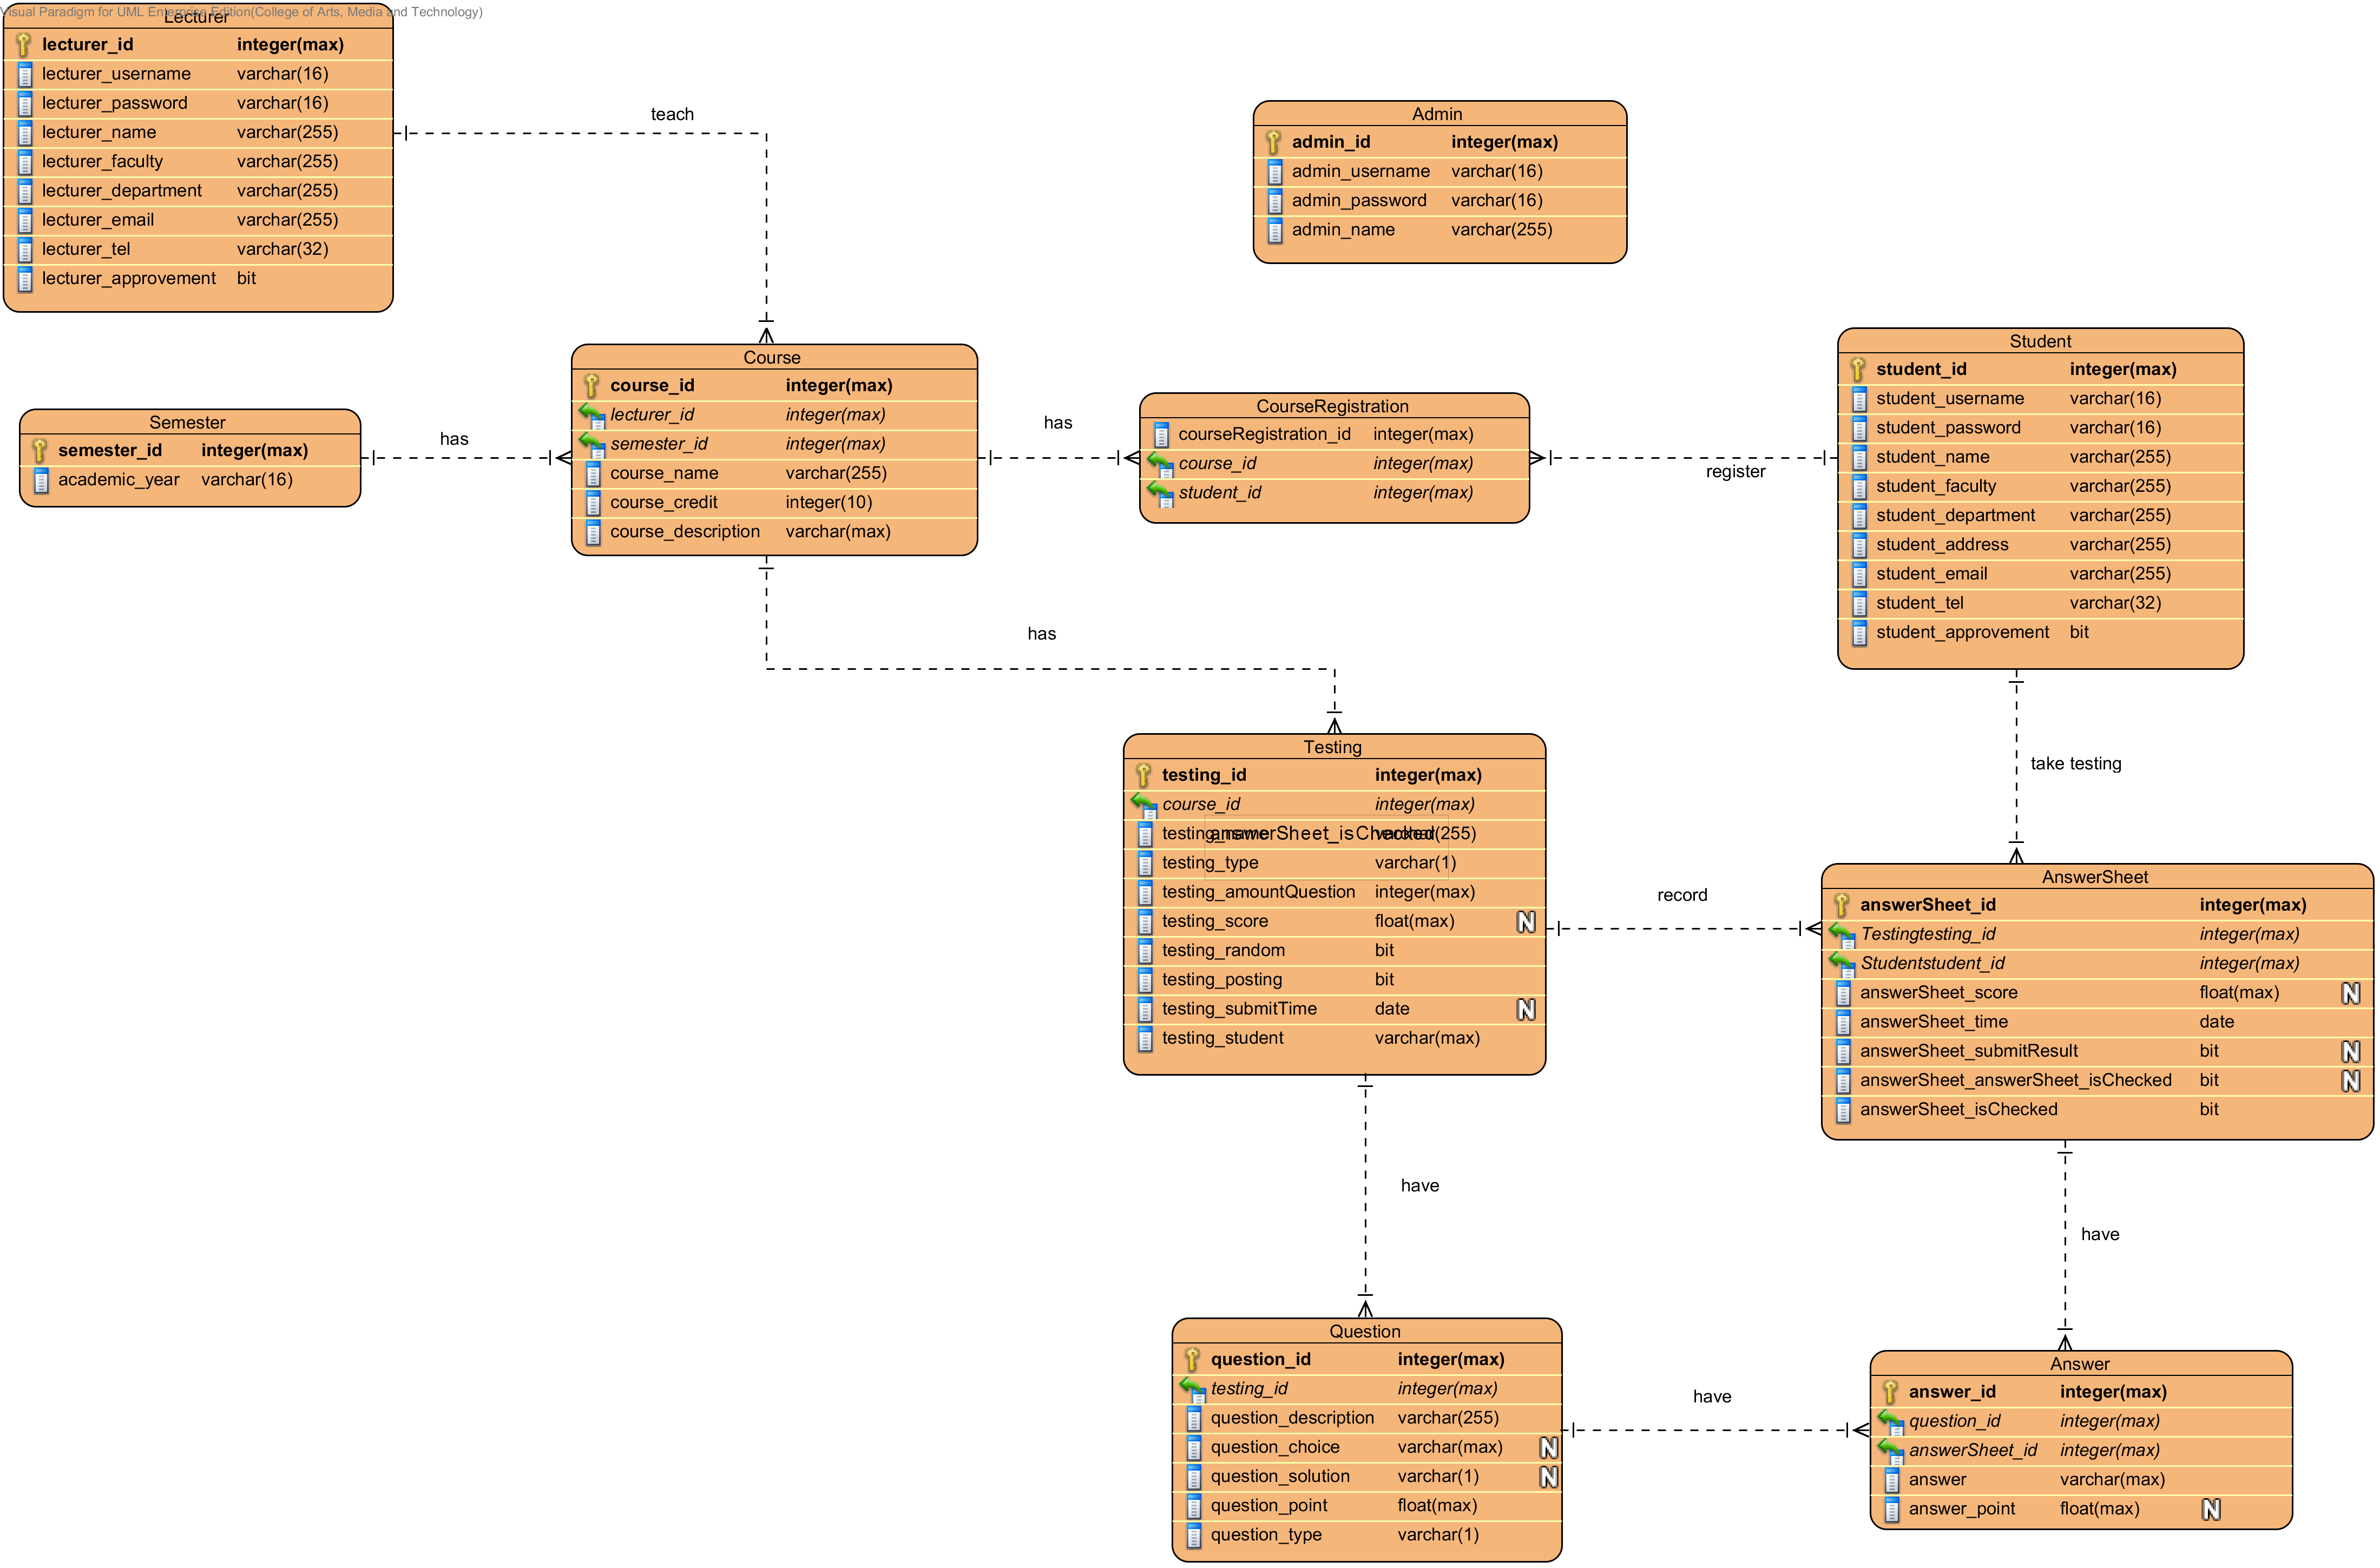 Visual Paradigm for UML Enterprise Edition(College of Arts, Media and Technology)
Lecturer
lecturer_id integer(max)
lecturer_username varchar(16)
lecturer_password varchar(16)
lecturer_name varchar(255)
lecturer_faculty varchar(255)
lecturer_department varchar(255)
lecturer_email varchar(255)
lecturer_tel varchar(32)
lecturer_approvement bit
teach
Admin
admin_id integer(max)
admin_username varchar(16)
admin_password varchar(16)
admin_name varchar(255)
Semester
semester_id integer(max)
academic_year varchar(16)
has
Course
course_id integer(max)
lecturer_id integer(max)
semester_id integer(max)
course_name varchar(255)
course_credit integer(10)
course_description varchar(max)
has
CourseRegistration
courseRegistration_id integer(max)
course_id integer(max)
student_id integer(max)
register
Student
student_id integer(max)
student_username varchar(16)
student_password varchar(16)
student_name varchar(255)
student_faculty varchar(255)
student_department varchar(255)
student_address varchar(255)
student_email varchar(255)
student_tel varchar(32)
student_approvement bit
has
take testing
Testing
testing_id integer(max)
course_id integer(max)
testing_name varchar(255)
answerSheet_isChecked
testing_type varchar(1)
testing_amountQuestion integer(max)
testing_score float(max) N
testing_random bit
testing_posting bit
testing_submitTime date N
testing_student varchar(max)
record
AnswerSheet
answerSheet_id integer(max)
Testingtesting_id integer(max)
Studentstudent_id integer(max)
answerSheet_score float(max) N
answerSheet_time date
answerSheet_submitResult bit N
answerSheet_answerSheet_isChecked bit N
answerSheet_isChecked bit
have
have
Question
question_id integer(max)
testing_id integer(max)
question_description varchar(255)
question_choice varchar(max) N
question_solution varchar(1) N
question_point float(max)
question_type varchar(1)
have
Answer
answer_id integer(max)
question_id integer(max)
answerSheet_id integer(max)
answer varchar(max)
answer_point float(max) N